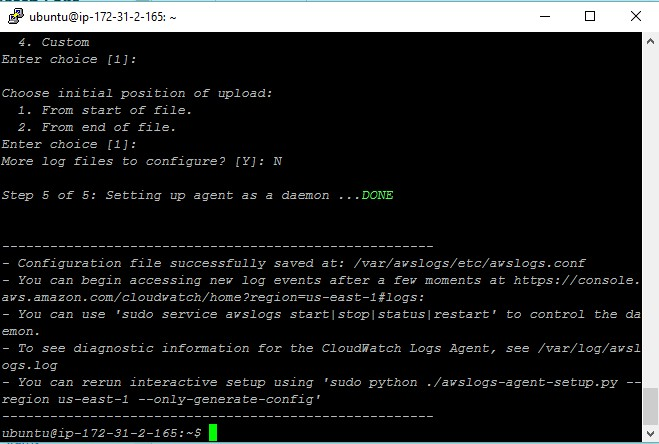 ubuntu@ip-172-31-2-165: ~
4. Custom
Enter choice [1]:
Choose initial position of upload:
1. From start of file.
2. From end of file.
Enter choice [1]:
More log files to configure? [Y]: N
Step 5 of 5: Setting up agent as a daemon ...DONE
------------------------------------------------------
- Configuration file successfully saved at: /var/awslogs/etc/awslogs.conf
- You can begin accessing new log events after a few moments at https://console.
aws.amazon.com/cloudwatch/home?region=us-east-1#logs:
- You can use 'sudo service awslogs start|stop|status|restart' to control the da
emon.
- To see diagnostic information for the CloudWatch Logs Agent, see /var/log/awsl
ogs.log
- You can rerun interactive setup using 'sudo python ./awslogs-agent-setup.py --
region us-east-1 --only-generate-config'
------------------------------------------------------
ubuntu@ip-172-31-2-165:~$